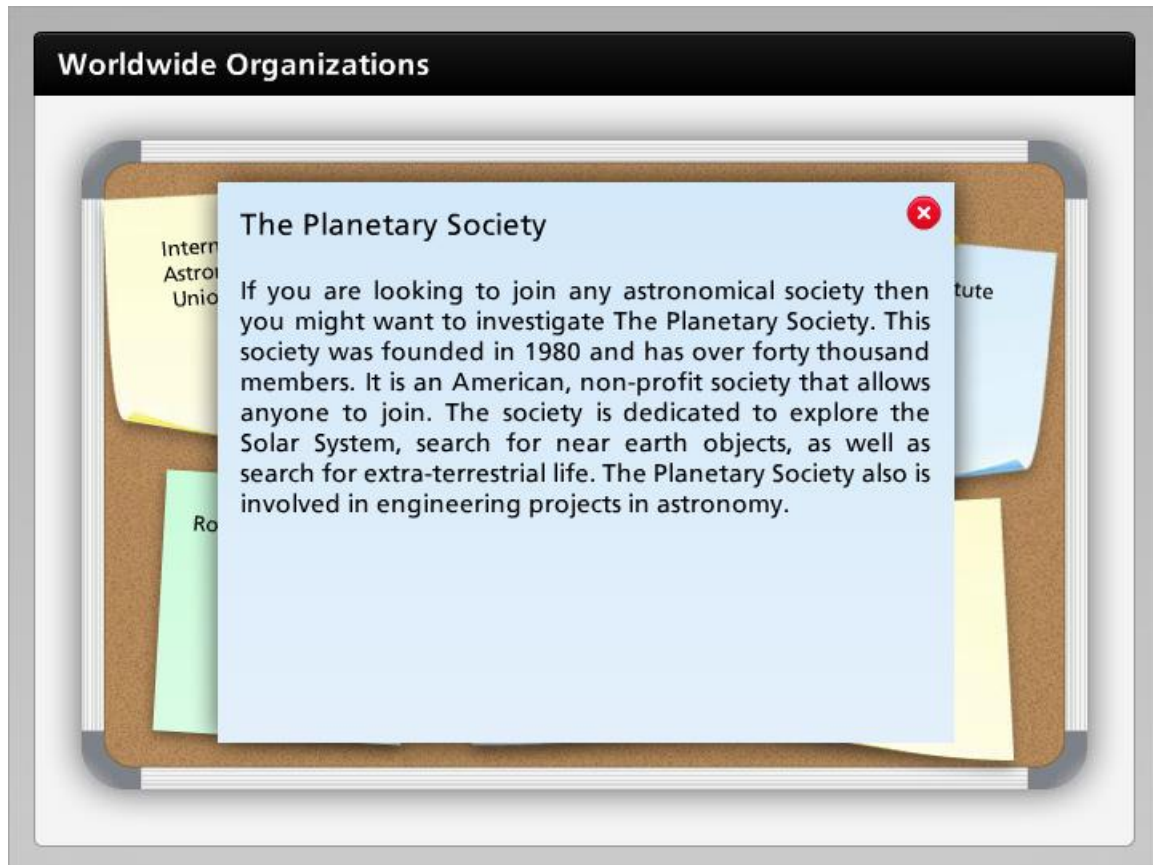 Worldwide Organizations
The Planetary Society
If you are looking to join any astronomical society then
you might want to investigate The Planetary Society. This
society was founded in 1980 and has over forty thousand
members. It is an American, non-profit society that allows
anyone to join. The society is dedicated to explore the
Solar System, search for near earth objects, as well as
search for extra-terrestrial life. The Planetary Society also is
involved in engineering projects in astronomy.